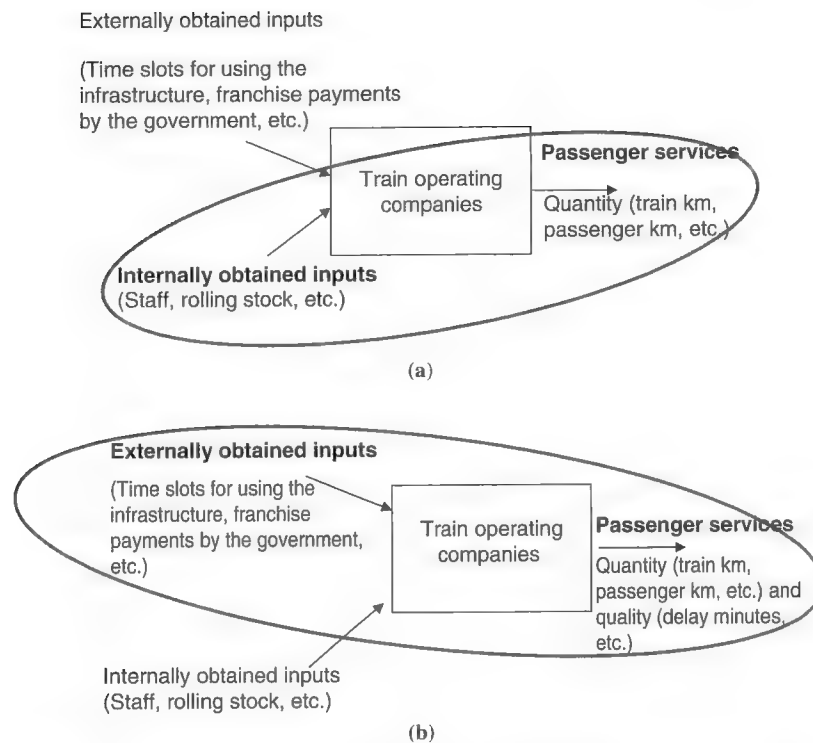 Externally obtained inputs
(Time slots for using the
infrastructure, franchise payments
by the government, etc.)
Train operating
companies
Passenger services
Quantity (train km,
passenger km, etc.)
Internally obtained inputs
(Staff, rolling stock, etc.)
(a)
Externally obtained inputs
(Time slots for using the
infrastructure, franchise
payments by the government,
etc.)
Train operating
companies
Passenger services
Quantity (train km,
passenger km, etc.) and
quality (delay minutes,
etc.)
Internally obtained inputs
(Staff, rolling stock, etc.)
(b)